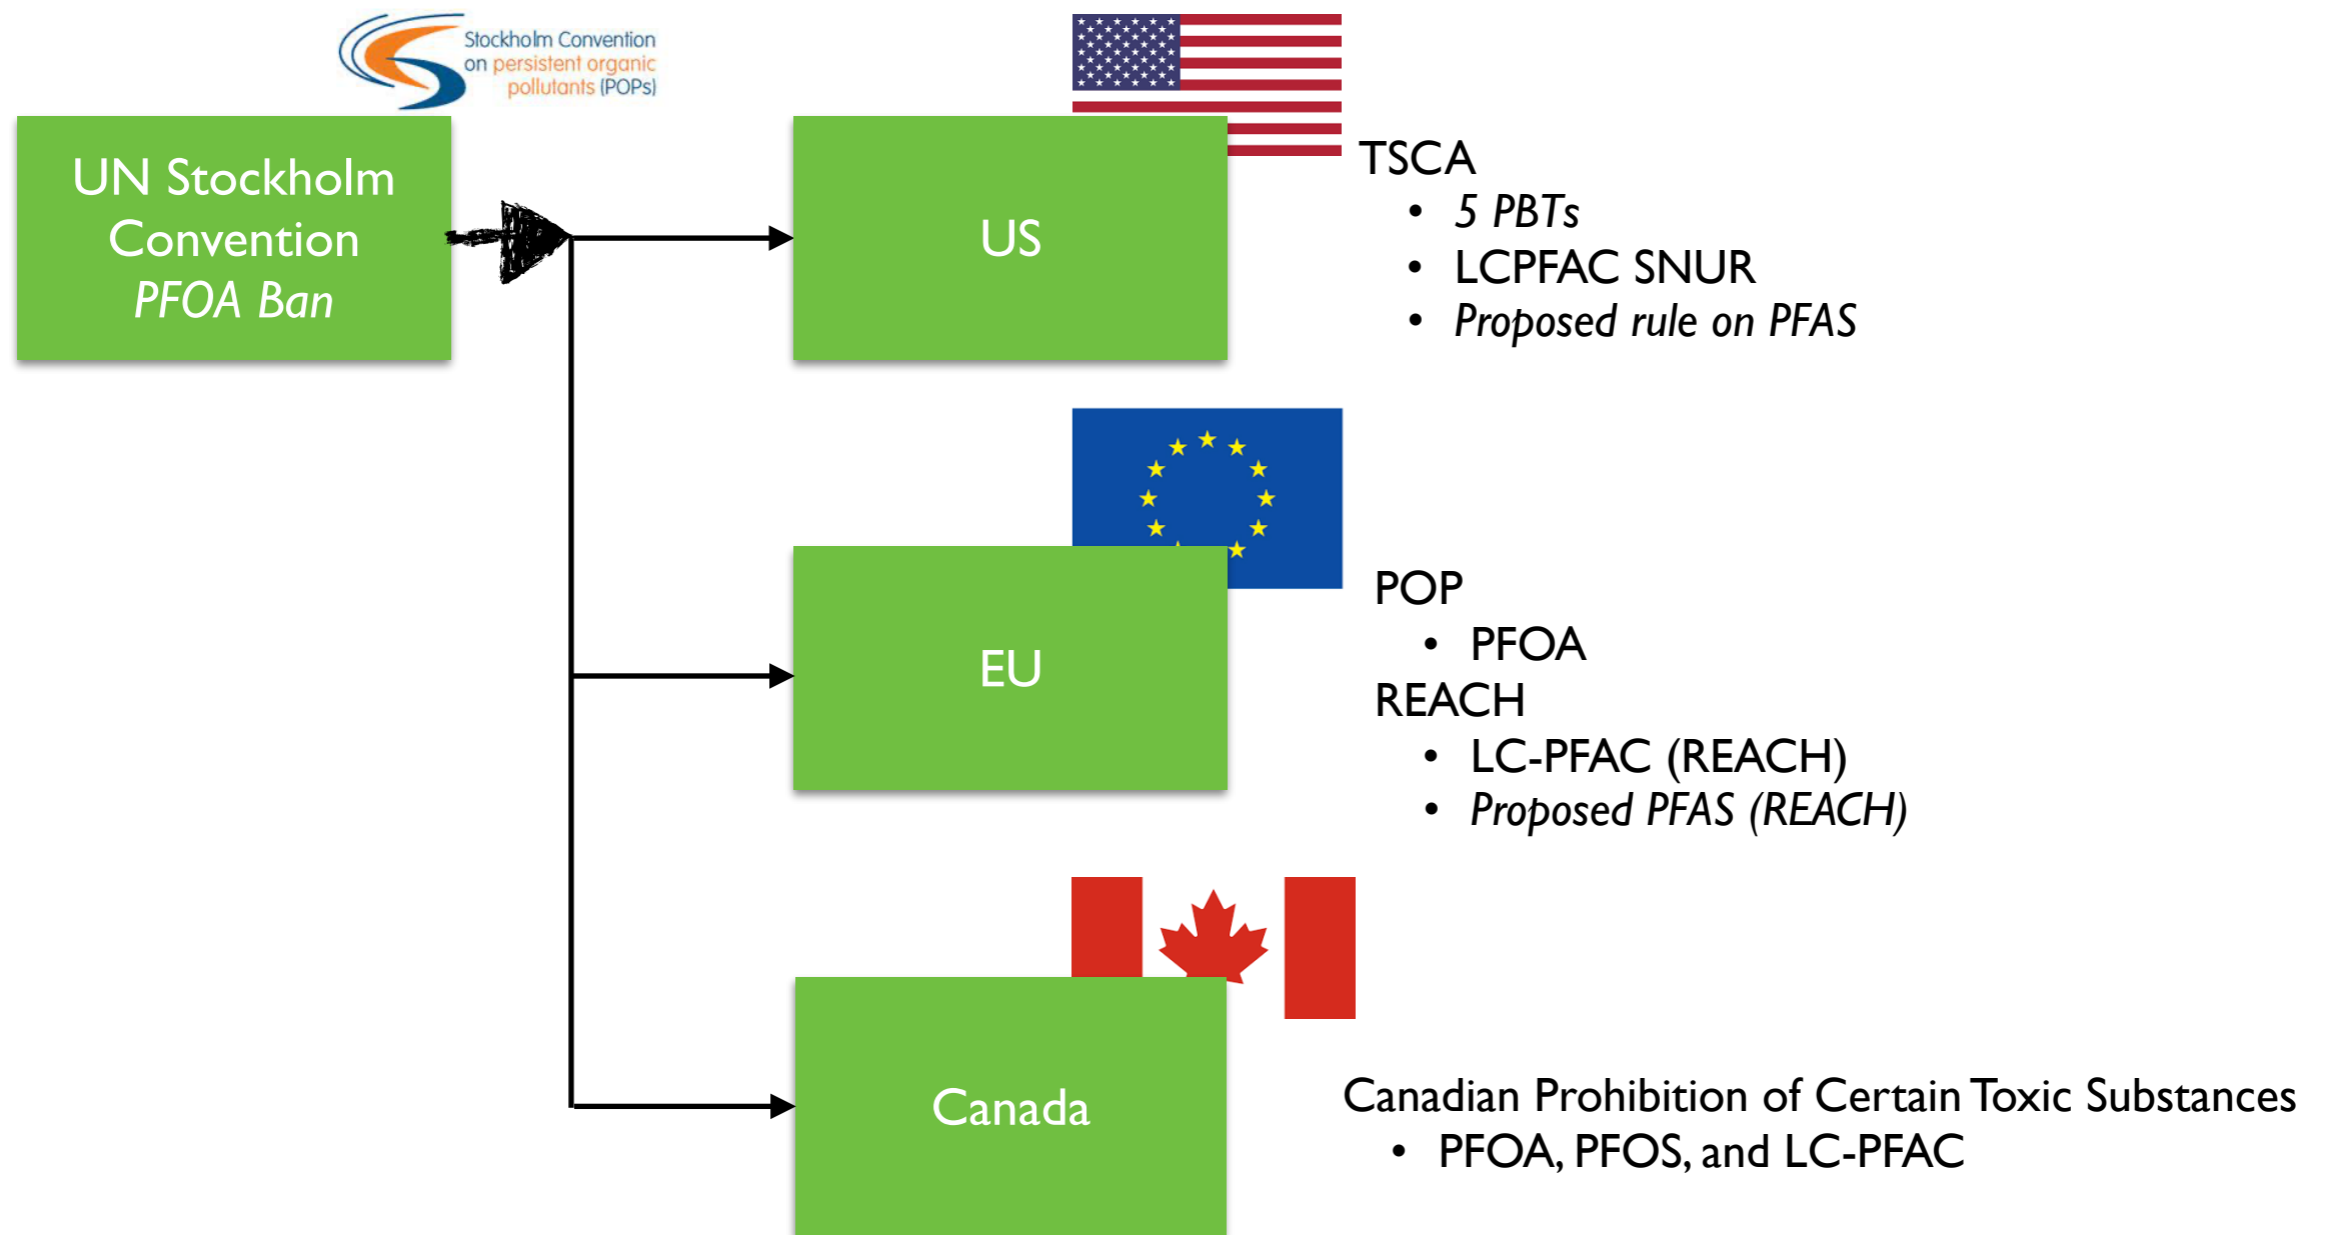 Stockholm Convention
on persistent organic
pollutants (POPs)
UN Stockholm
Convention
PFOA Ban
US
TSCA
• 5 PBTs
• LCPFAC SNUR
• Proposed rule on PFAS
EU
POP
• PFOA
REACH
• LC-PFAC (REACH)
• Proposed PFAS (REACH)
Canada
Canadian Prohibition of Certain Toxic Substances
• PFOA, PFOS, and LC-PFAC